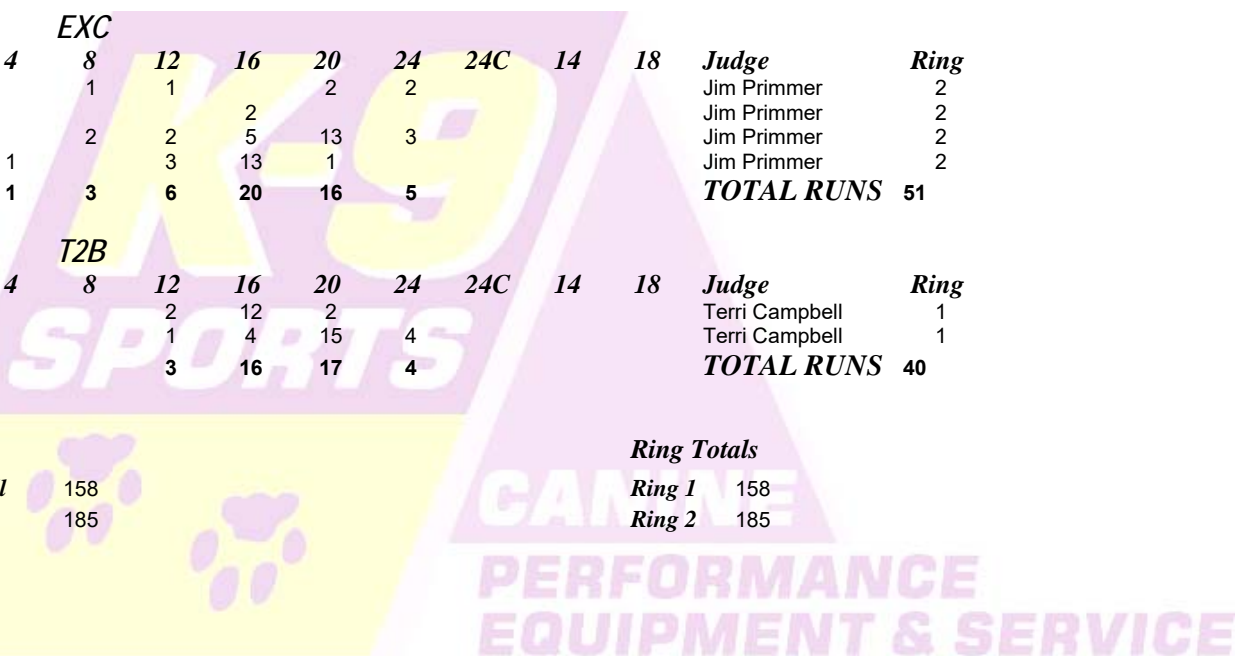 EXC
4 8 12 16 20 24 24C 14 18 Judge Ring
1 1 2 2 Jim Primmer 2
2 Jim Primmer 2
2 2 5 13 3 Jim Primmer 2
1 3 13 1 Jim Primmer 2
1 3 6 20 16 5 TOTAL RUNS 51
T2B
4 8 12 16 20 24 24C 14 18 Judge Ring
2 12 2 Terri Campbell 1
1 4 15 4 Terri Campbell 1
3 16 17 4 TOTAL RUNS 40
Ring Totals
l 158 Ring 1 158
185 Ring 2 185
K-9
SPORTS
CANINE
PERFORMANCE
EQUIPMENT & SERVICE